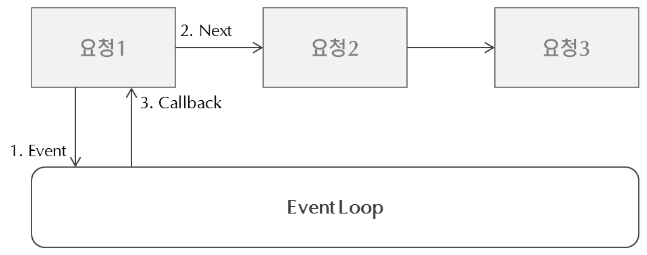 요청1
2. Next
요청2
요청3
3. Callback
1. Event
Event Loop